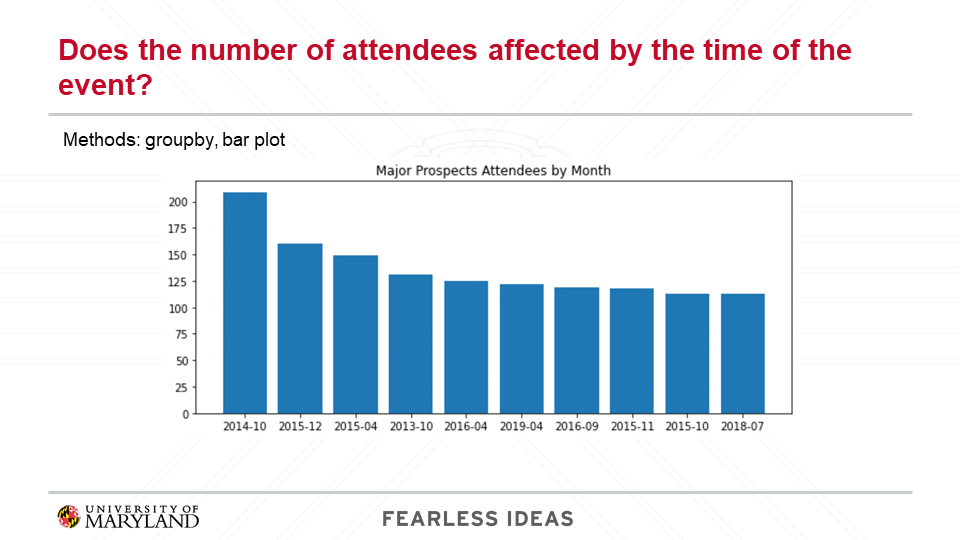 Does the number of attendees affected by the time of the
event?
Methods: groupby, bar plot
Major Prospects Attendees by Month
200
175
150
125
100
75
50
25
0
2014-10 2015-12 2015-04 2013-10 2016-04 2019-04 2016-09 2015-11 2015-10 2018-07
UNIVERSITY OF
MARYLAND
FEARLESS IDEAS